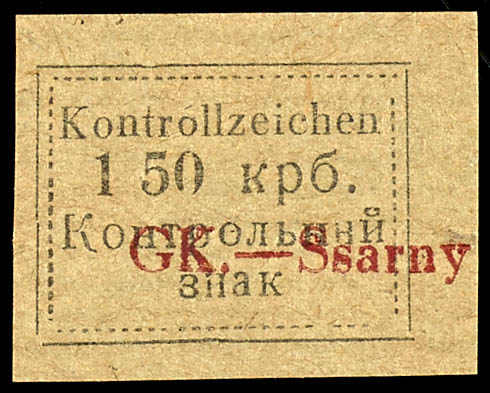 Kontrollzeichen
1 50 крб.
Контрольний
GK.—Ssarny
знак